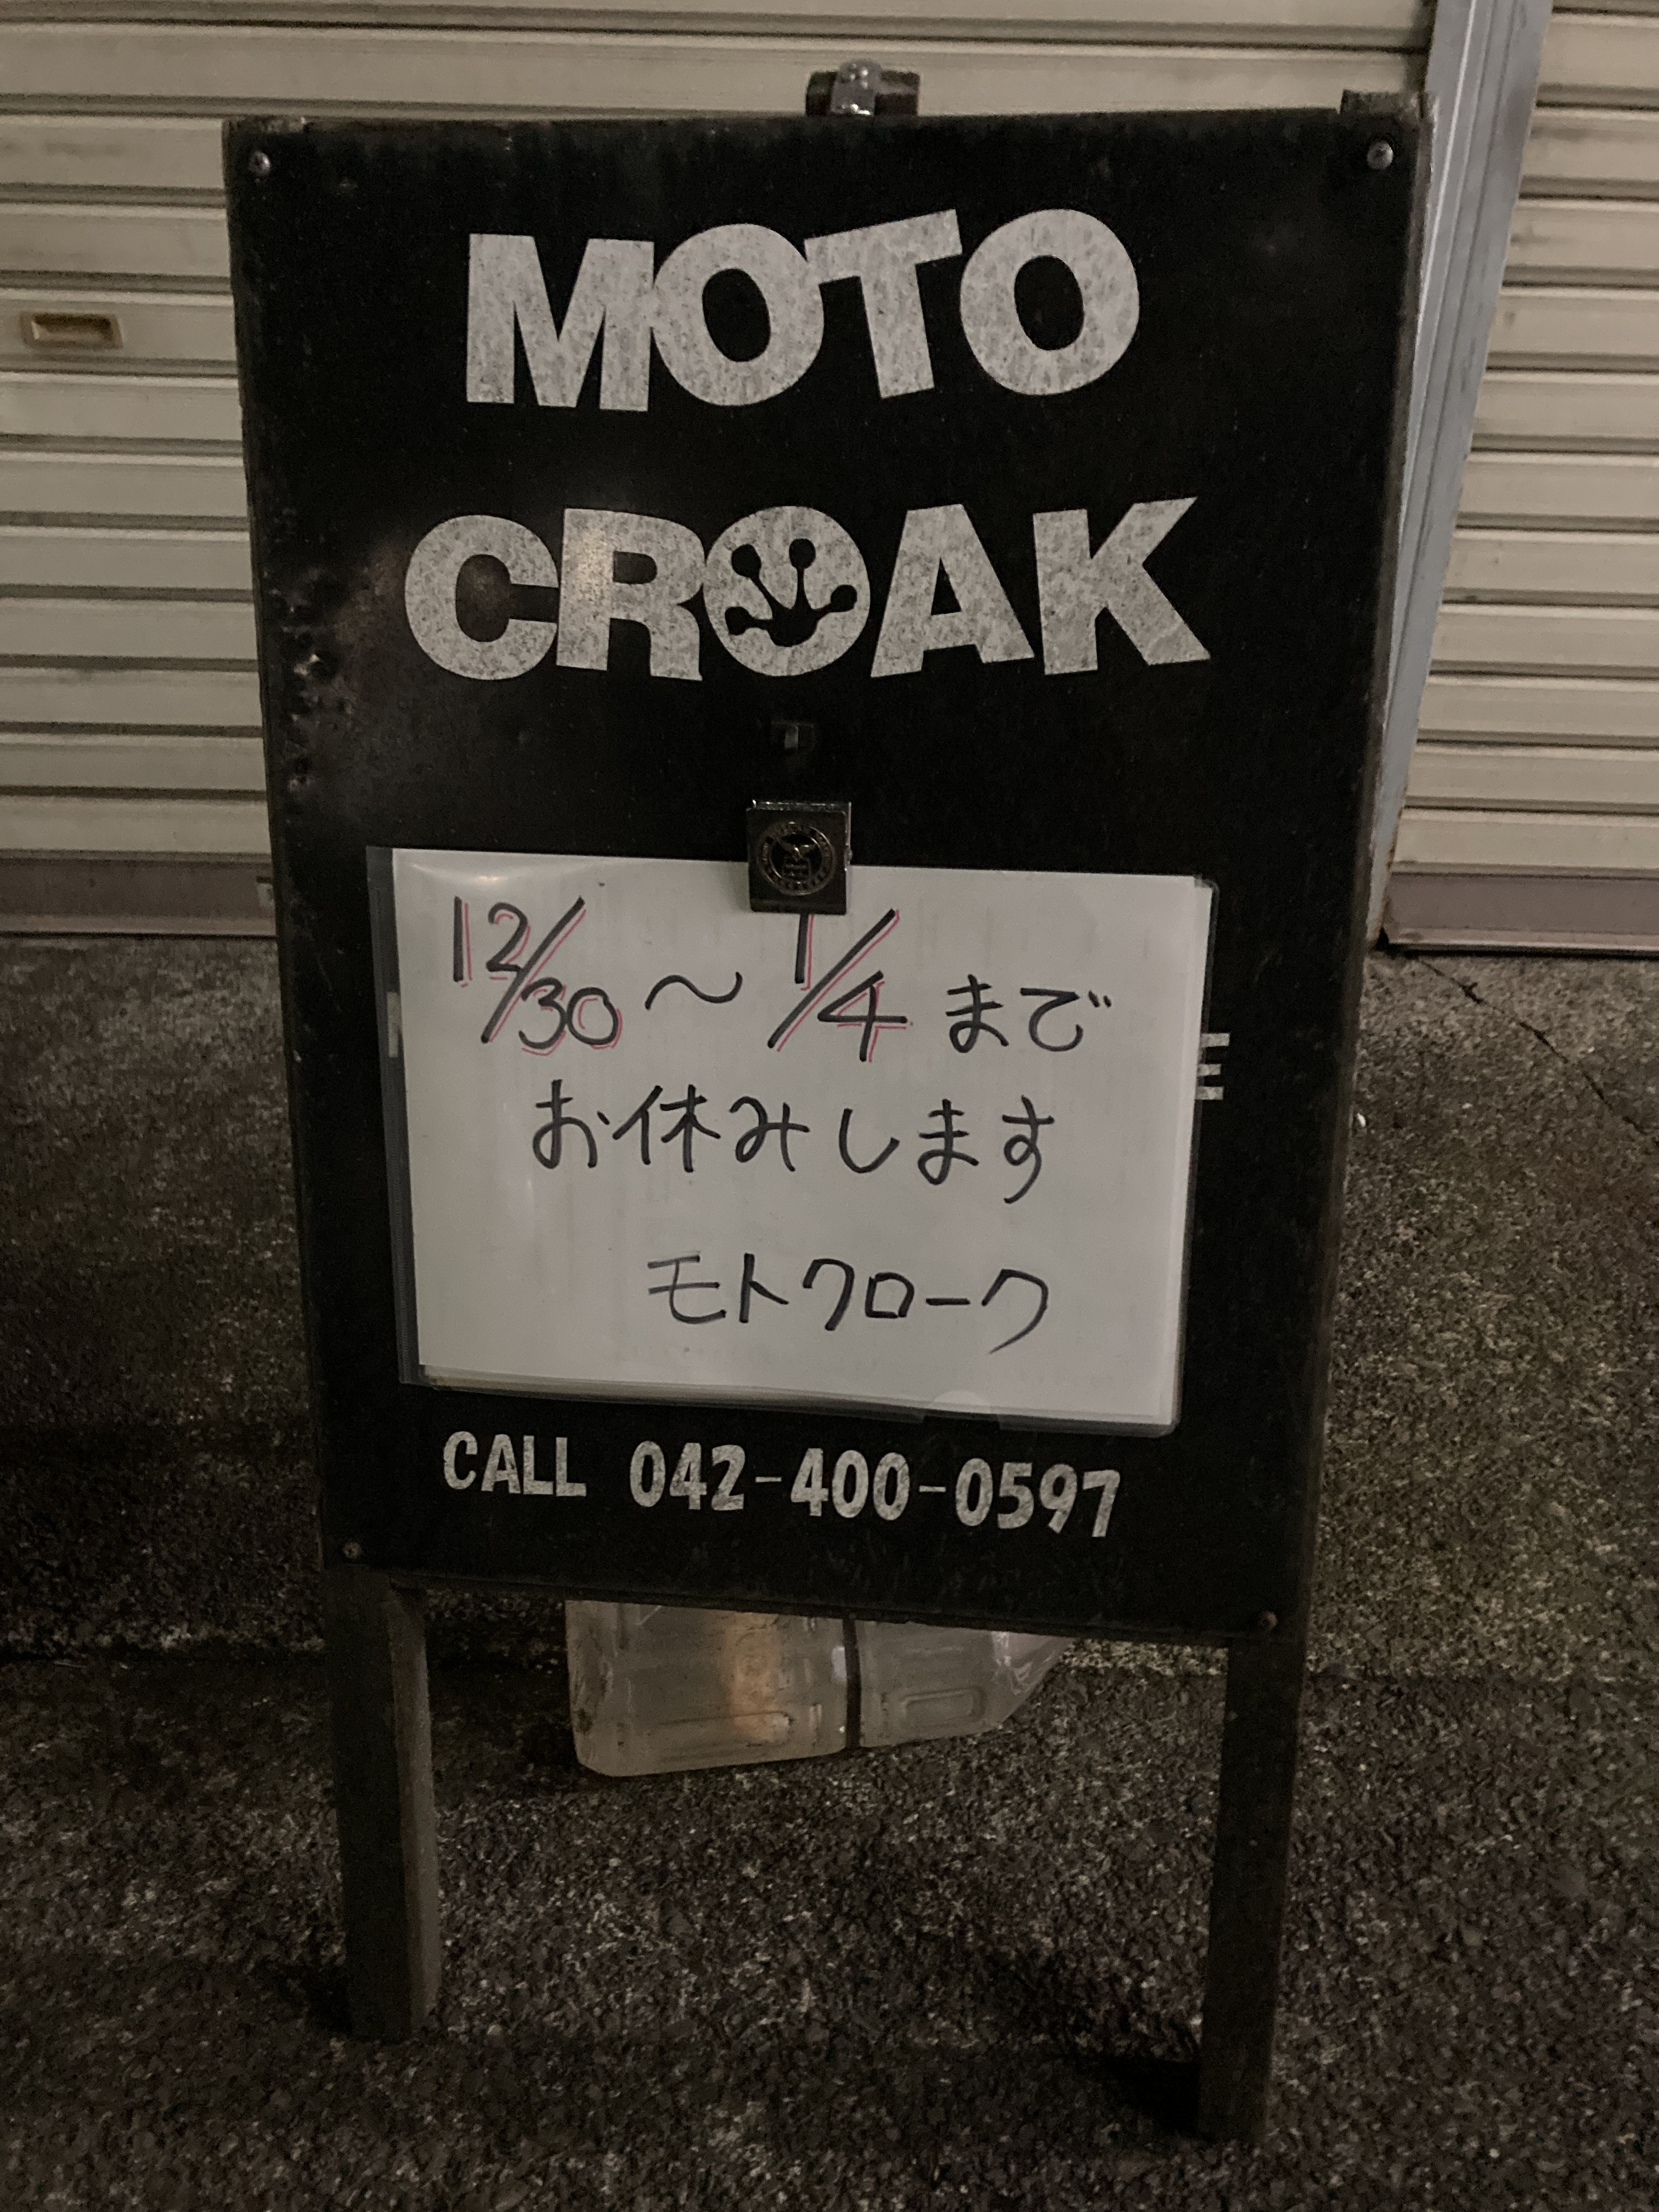 MOTO
CROAK
12/30～1/4まで
お休みします
モトクローク
E
CALL 042-400-0597